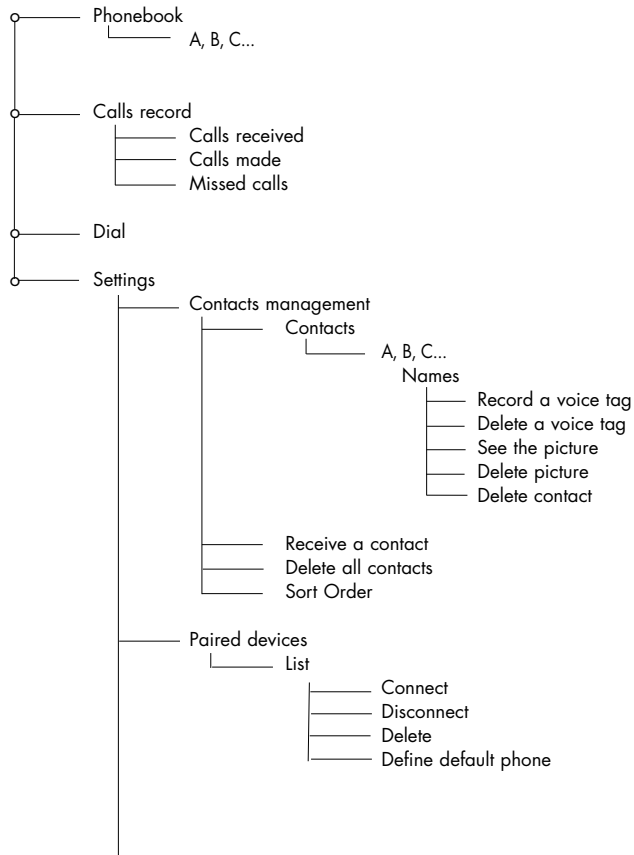 Phonebook
A, B, C...
Calls record
Calls received
Calls made
Missed calls
Dial
Settings
Contacts management
Contacts
A, B, C...
Names
Record a voice tag
Delete a voice tag
See the picture
Delete picture
Delete contact
Receive a contact
Delete all contacts
Sort Order
Paired devices
List
Connect
Disconnect
Delete
Define default phone